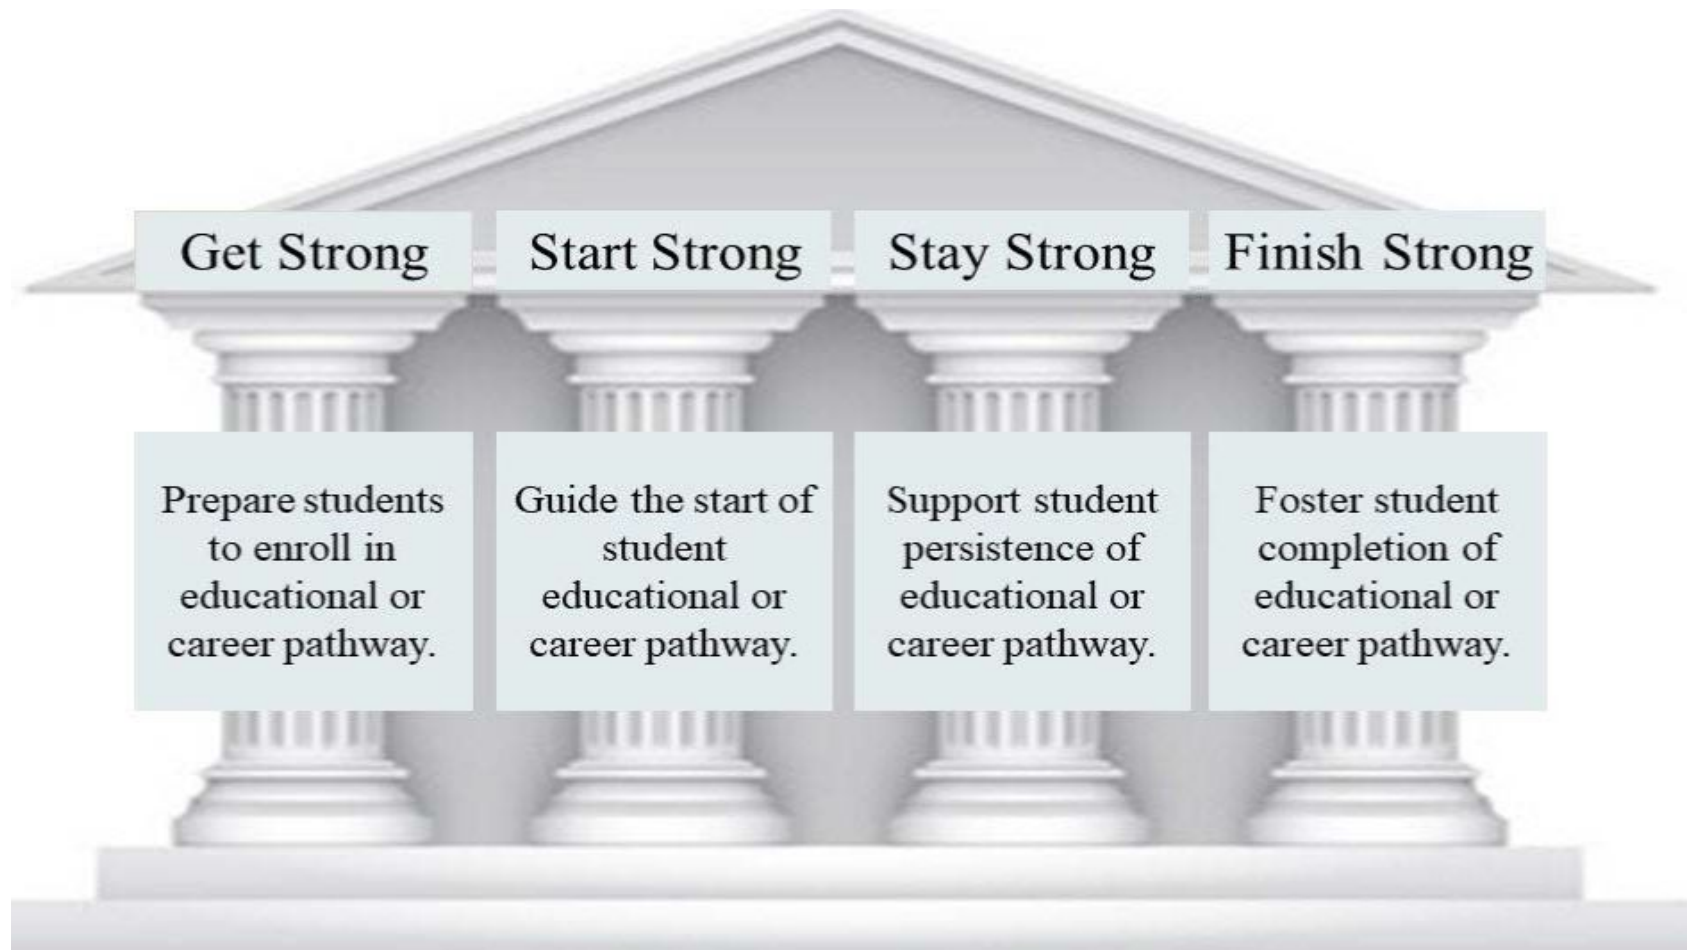 Get Strong
Start Strong
Stay Strong
Finish Strong
Prepare students
to enroll in
educational or
career pathway.
Guide the start of
student
educational or
career pathway.
Support student
persistence of
educational or
career pathway.
Foster student
completion of
educational or
career pathway.